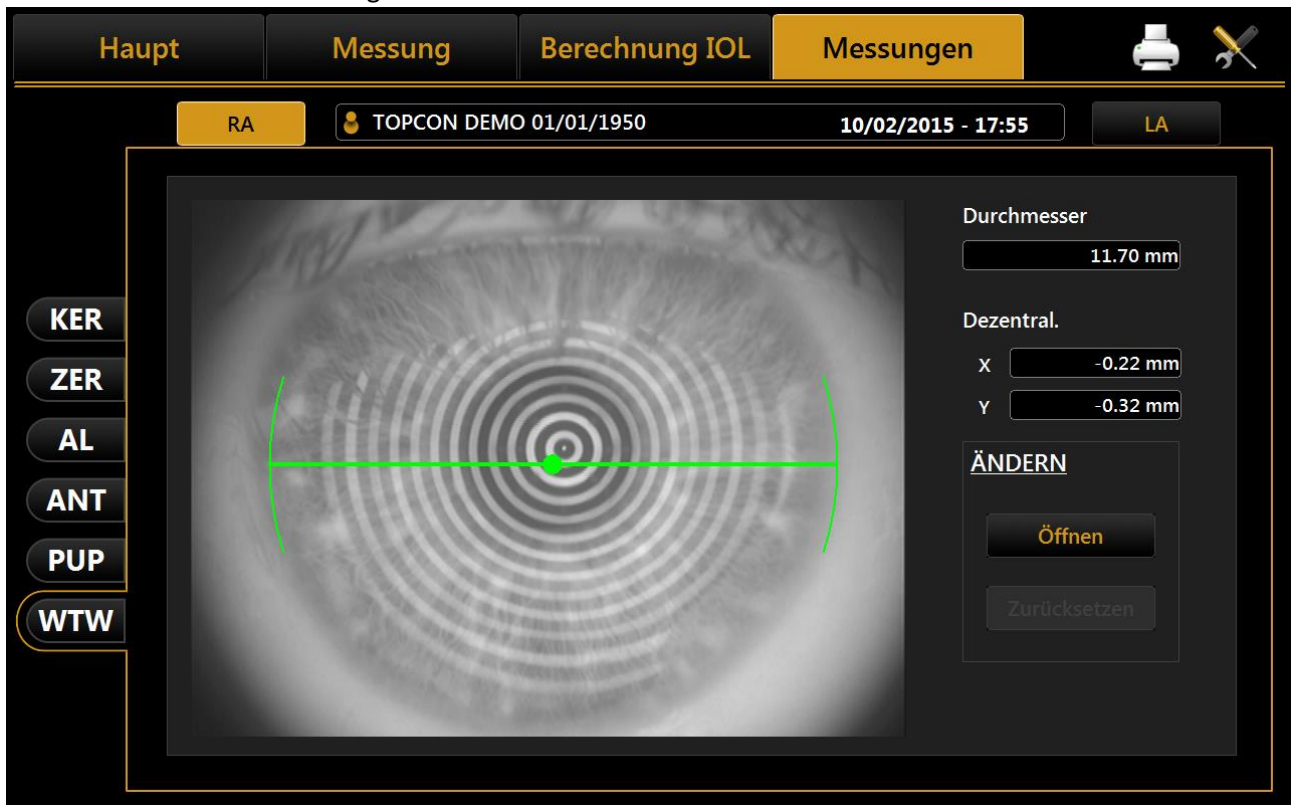 Haupt Messung Berechnung IOL Messungen
RA TOPCON DEMO 01/01/1950 10/02/2015 - 17:55 LA
Durchmesser
11.70 mm
Dezentral.
X -0.22 mm
Y -0.32 mm
ÄNDERN
Öffnen
Zurücksetzen
KER
ZER
AL
ANT
PUP
WTW